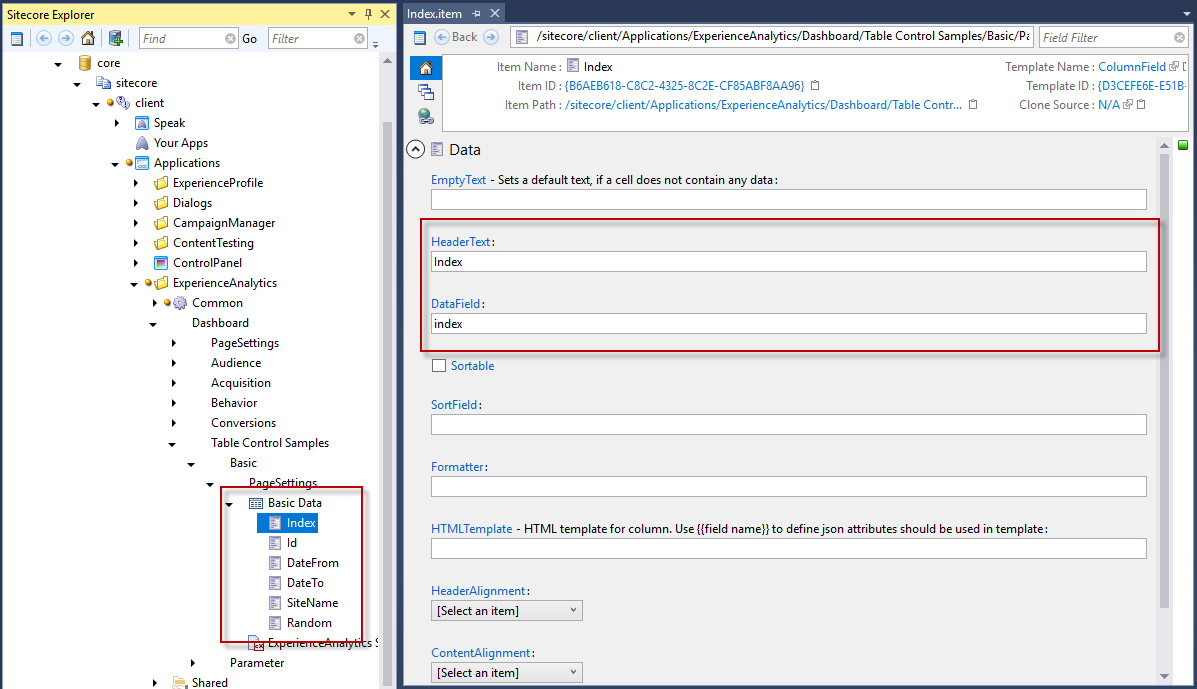 Sitecore Explorer
Find
Go
Filter
core
sitecore
client
Speak
Your Apps
Applications
ExperienceProfile
Dialogs
CampaignManager
ContentTesting
ControlPanel
ExperienceAnalytics
Common
Dashboard
PageSettings
Audience
Acquisition
Behavior
Conversions
Table Control Samples
Basic
PageSettings
Basic Data
Index
Id
DateFrom
DateTo
SiteName
Random
ExperienceAnalytics S
Parameter
Shared
Index.item
Back
/sitecore/client/Applications/ExperienceAnalytics/Dashboard/Table Control Samples/Basic/Pa
Field Filter
Item Name : Index
Template Name : ColumnField
Item ID : {B6AEB618-C8C2-4325-8C2E-CF85ABF8AA96}
Template ID : {D3CEFE6E-E51B-
Item Path : /sitecore/client/Applications/ExperienceAnalytics/Dashboard/Table Contr...
Clone Source : N/A
Data
EmptyText - Sets a default text, if a cell does not contain any data:
HeaderText:
Index
DataField:
index
Sortable
SortField:
Formatter:
HTMLTemplate - HTML template for column. Use {{field name}} to define json attributes should be used in template:
HeaderAlignment:
[Select an item]
ContentAlignment:
[Select an item]